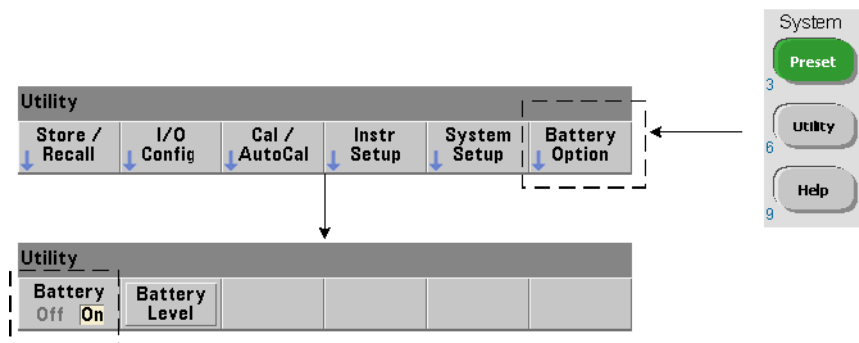 System
Preset
3
Utility
Store / Recall
I/O Config
Cal / AutoCal
Instr Setup
System Setup
Battery Option
Utility
6
Help
9
Utility
Battery
Off On
Battery Level